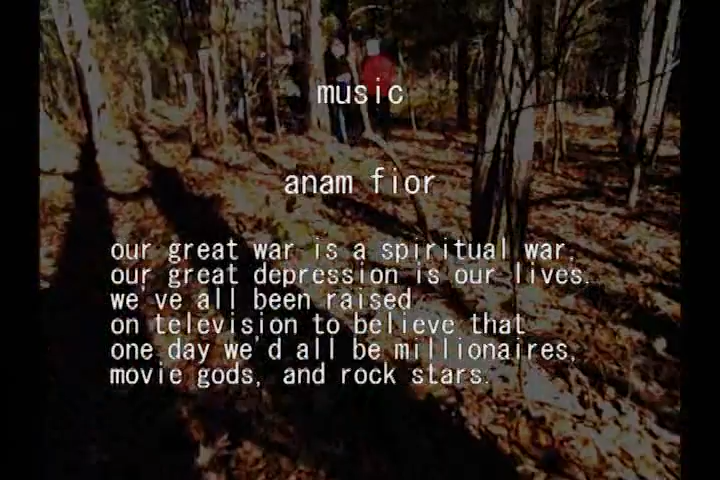 music
anam fior
our great war is a spiritual war.
our great depression is our lives.
we've all been raised
on television to believe that
one day we'd all be millionaires,
movie gods, and rock stars.